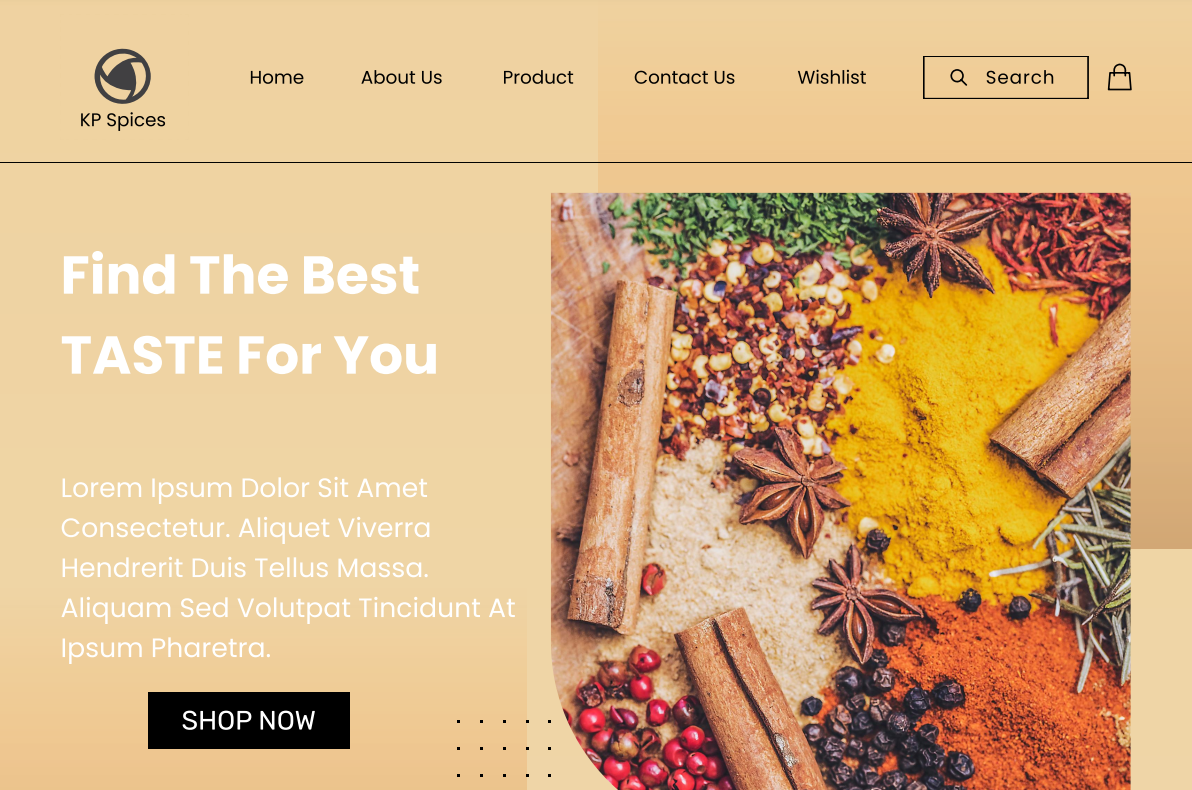 KP Spices
Home
About Us
Product
Contact Us
Wishlist
Search
Find The Best
TASTE For You
Lorem Ipsum Dolor Sit Amet
Consectetur. Aliquet Viverra
Hendrerit Duis Tellus Massa.
Aliquam Sed Volutpat Tincidunt At
Ipsum Pharetra.
SHOP NOW